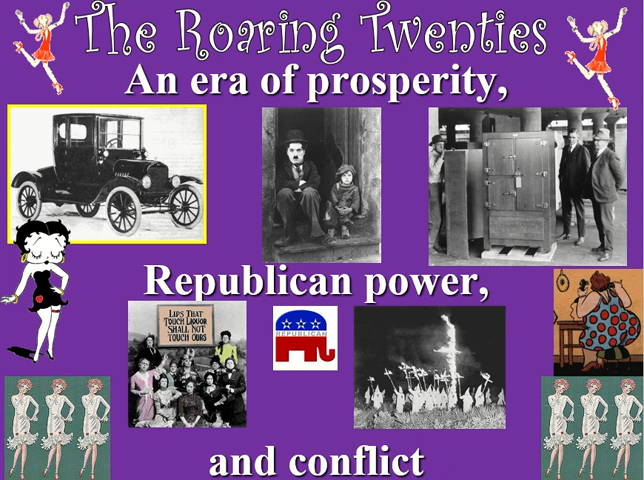 The Roaring Twenties
An era of prosperity,
Republican power,
LIPS THAT
TOUCH LIQUOR
SHALL NOT
TOUCH OURS
REPUBLICAN
and conflict